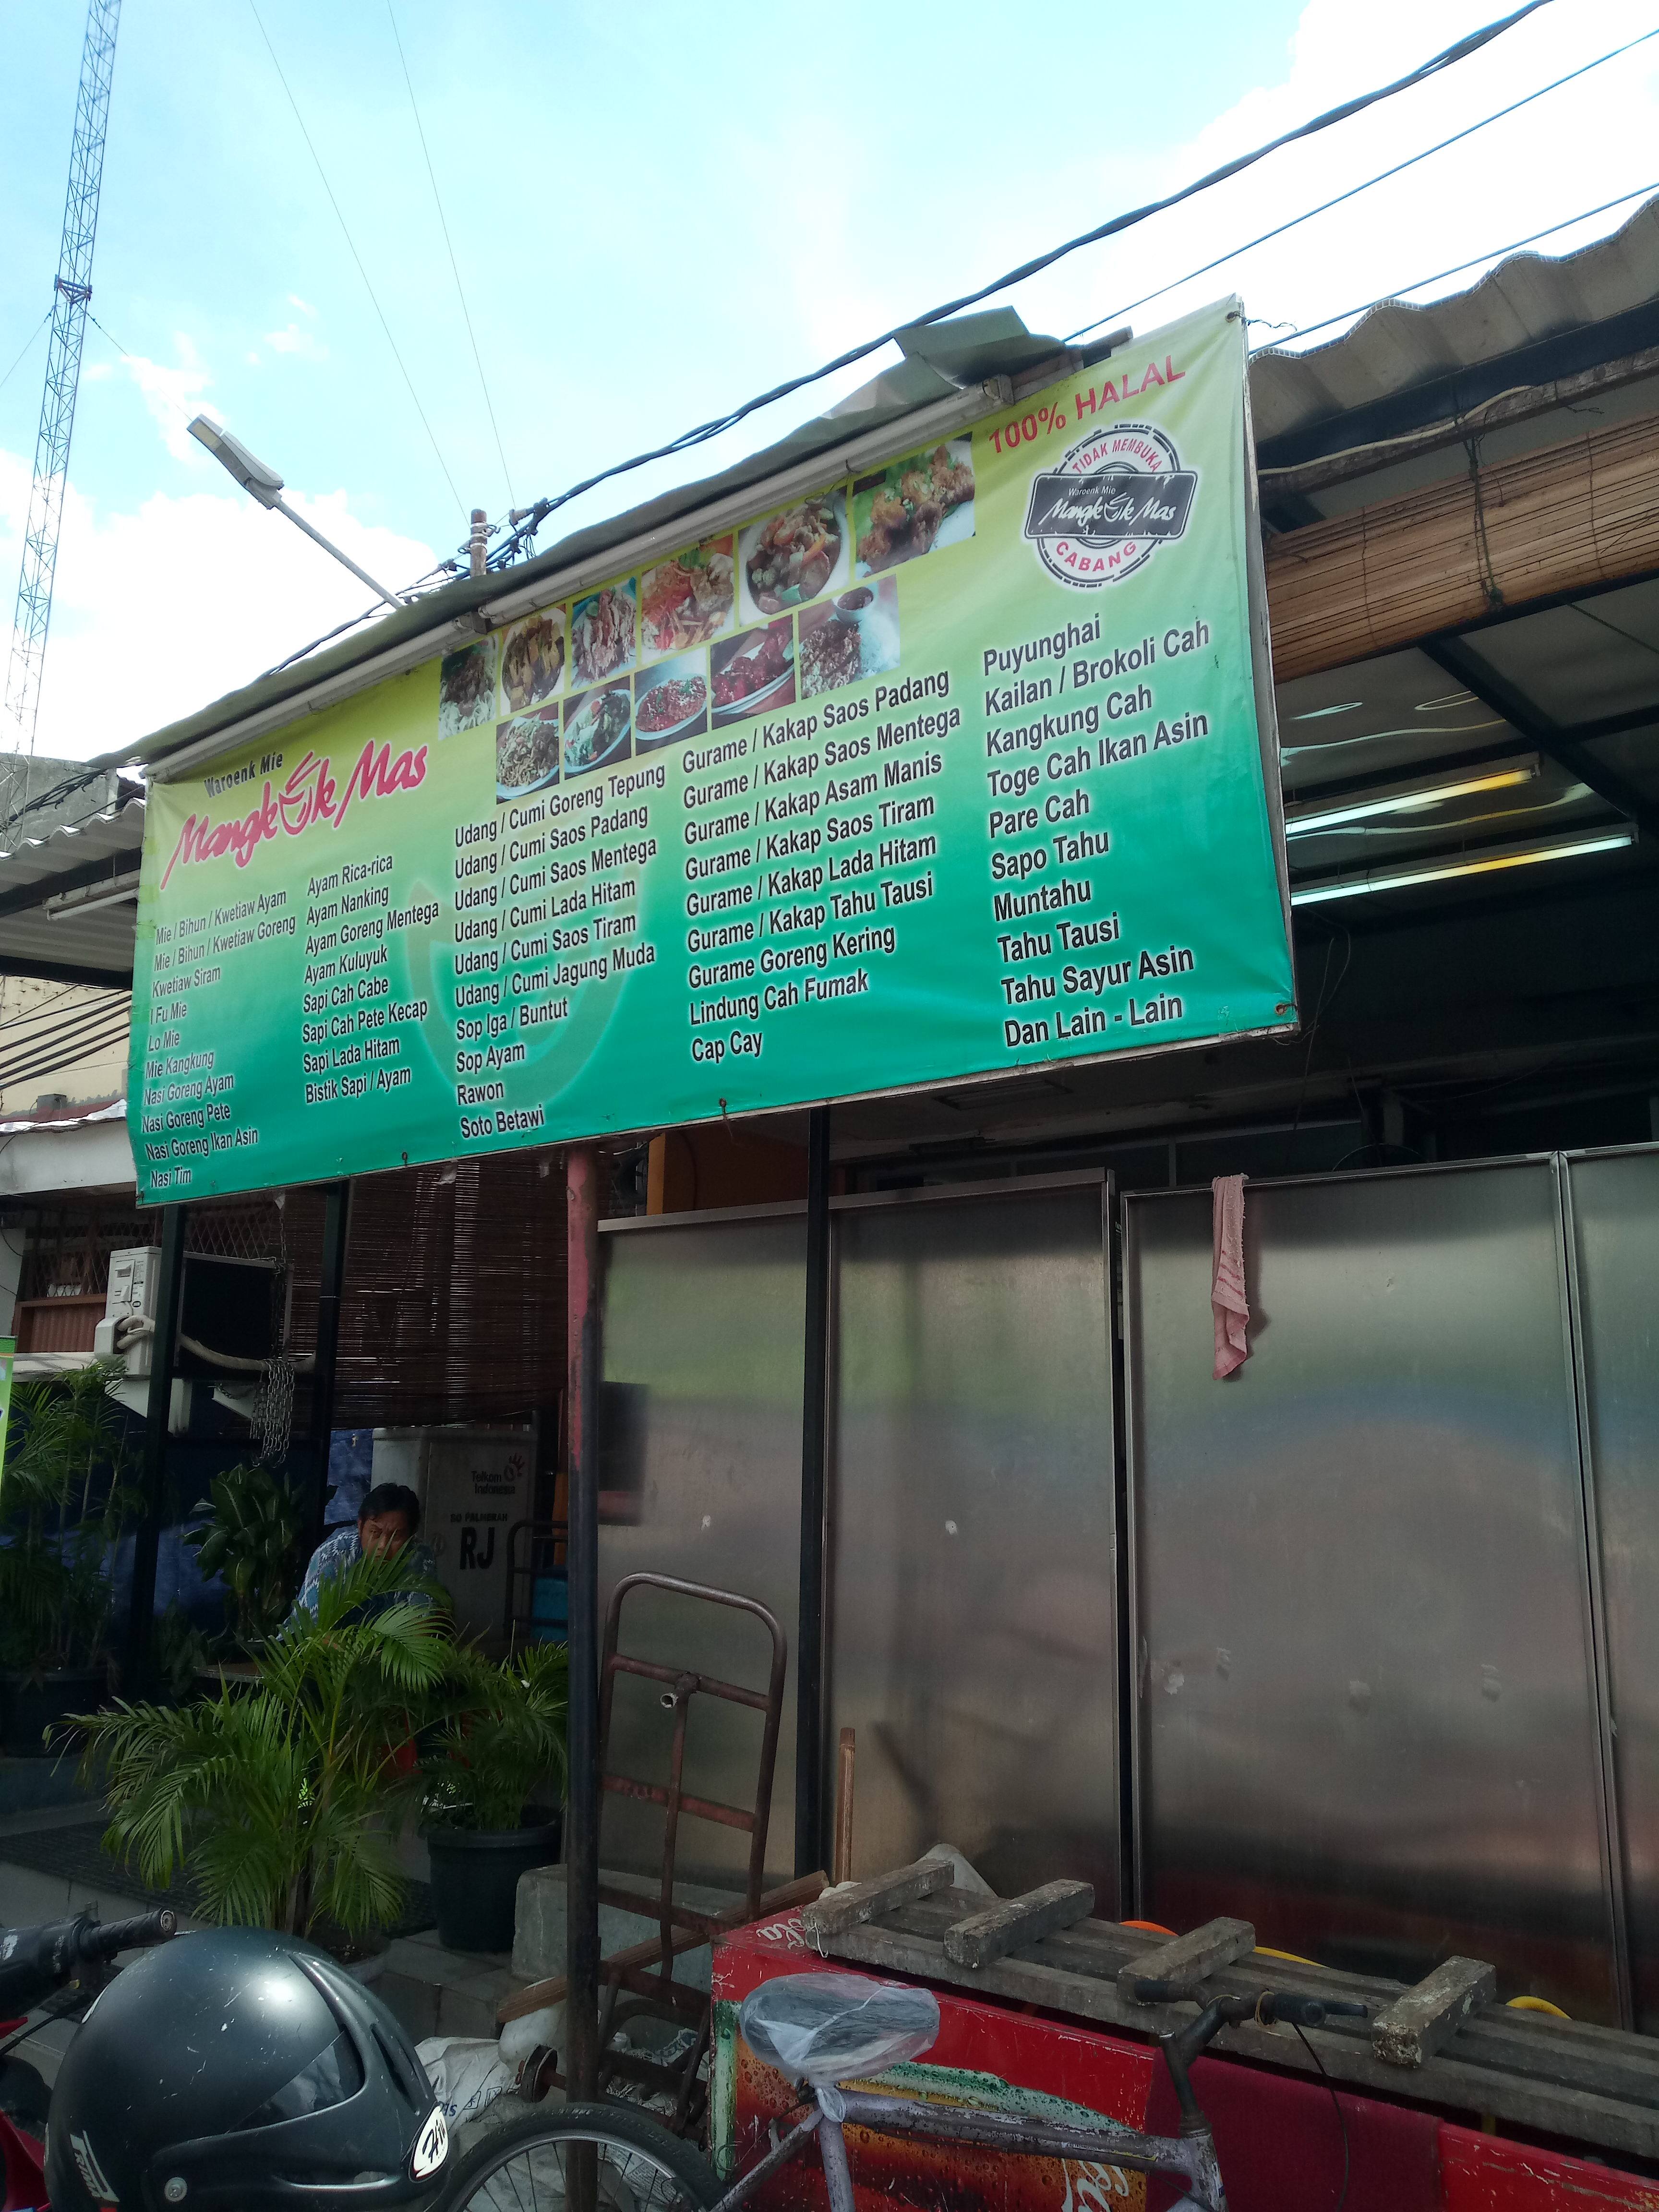 Waroenk Mie
Mangkok Mas
Mie / Bihun / Kwetiaw Ayam
Mie / Bihun / Kwetiaw Goreng
Kwetiaw Siram
I Fu Mie
Lo Mie
Mie Kangkung
Nasi Goreng Ayam
Nasi Goreng Pete
Nasi Goreng Ikan Asin
Nasi Tim
Ayam Rica-rica
Ayam Nanking
Ayam Goreng Mentega
Ayam Kuluyuk
Sapi Cah Cabe
Sapi Cah Pete Kecap
Sapi Lada Hitam
Bistik Sapi / Ayam
Udang / Cumi Goreng Tepung
Udang / Cumi Saos Padang
Udang / Cumi Saos Mentega
Udang / Cumi Lada Hitam
Udang / Cumi Saos Tiram
Udang / Cumi Jagung Muda
Sop Iga / Buntut
Sop Ayam
Rawon
Soto Betawi
Gurame / Kakap Saos Padang
Gurame / Kakap Saos Mentega
Gurame / Kakap Asam Manis
Gurame / Kakap Saos Tiram
Gurame / Kakap Lada Hitam
Gurame / Kakap Tahu Tausi
Gurame Goreng Kering
Lindung Cah Fumak
Cap Cay
100% HALAL
TIDAK MEMBUKA
Waroenk Mie
Mangkok Mas
CABANG
Puyunghai
Kailan / Brokoli Cah
Kangkung Cah
Toge Cah Ikan Asin
Pare Cah
Sapo Tahu
Muntahu
Tahu Tausi
Tahu Sayur Asin
Dan Lain - Lain
Telkom
Indonesia
RJ